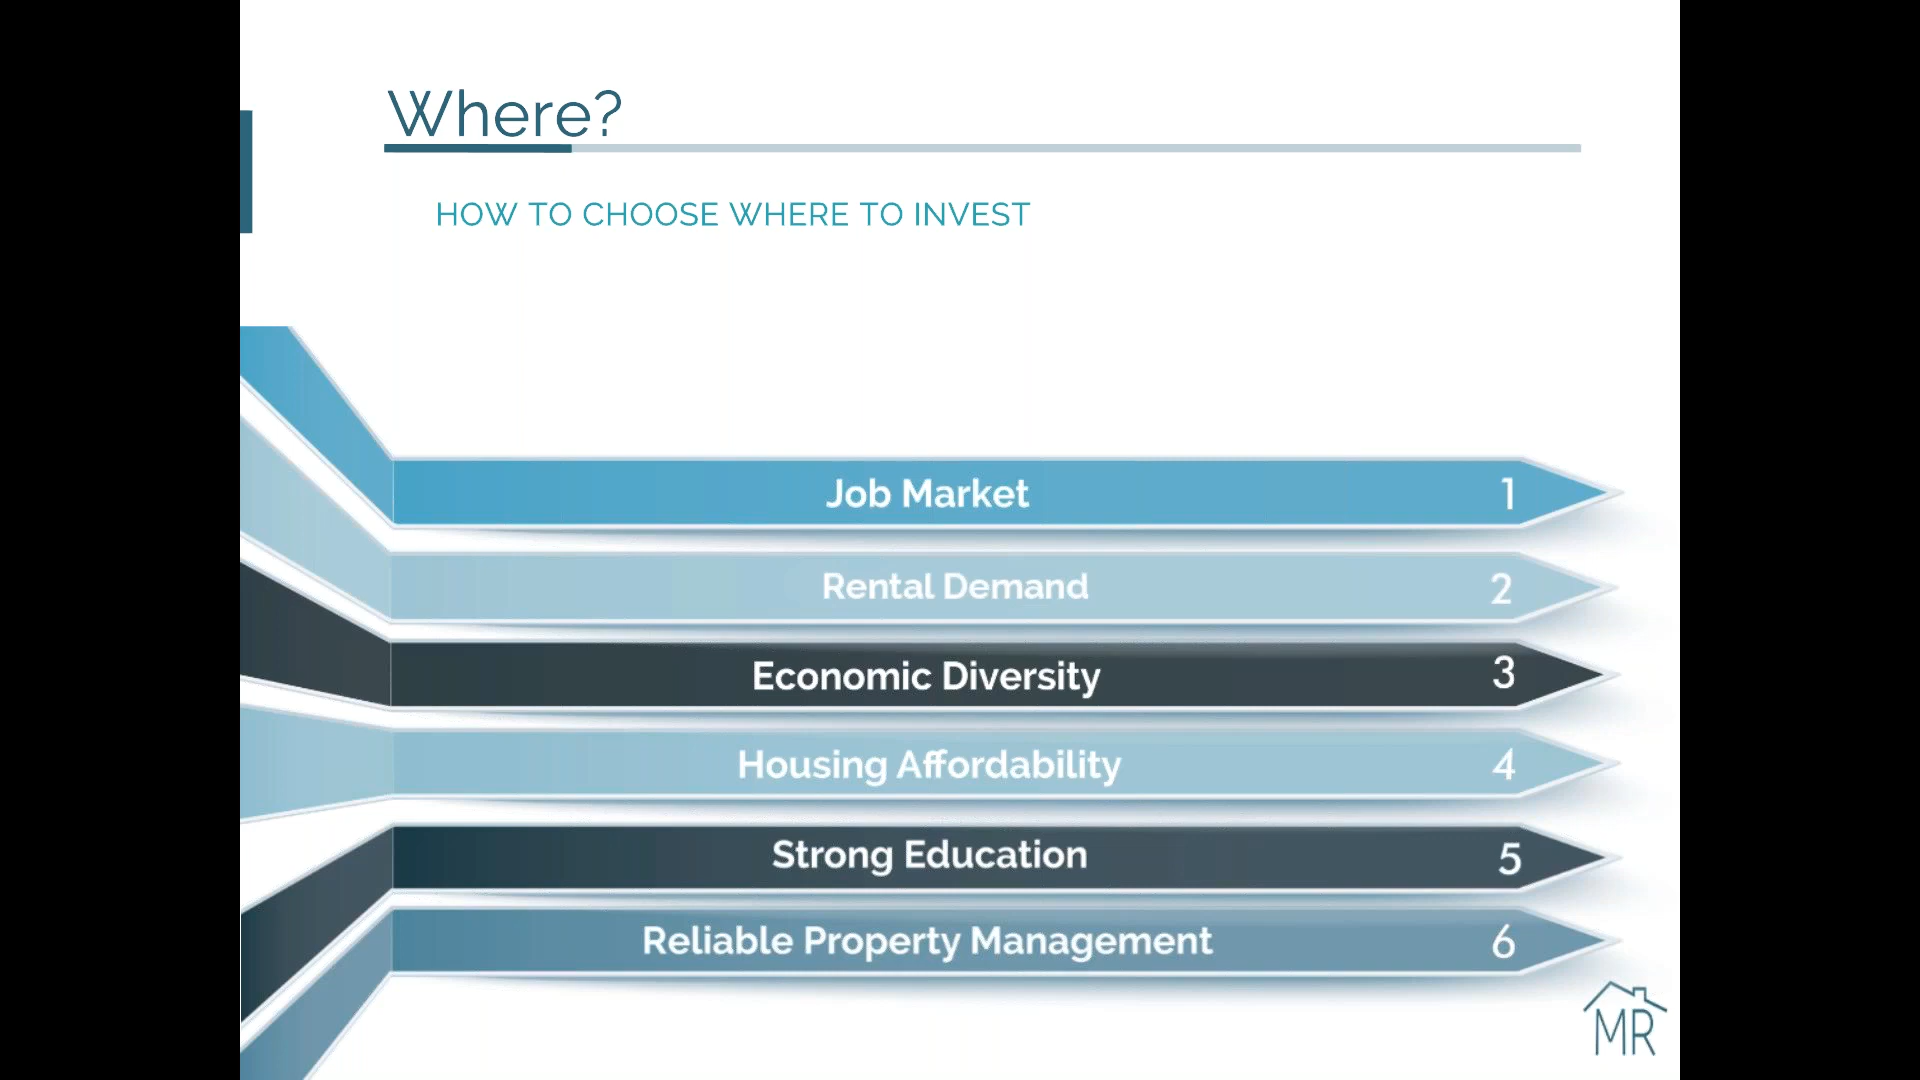 Where?
HOW TO CHOOSE WHERE TO INVEST
Job Market 1
Rental Demand 2
Economic Diversity 3
Housing Affordability 4
Strong Education 5
Reliable Property Management 6
MR